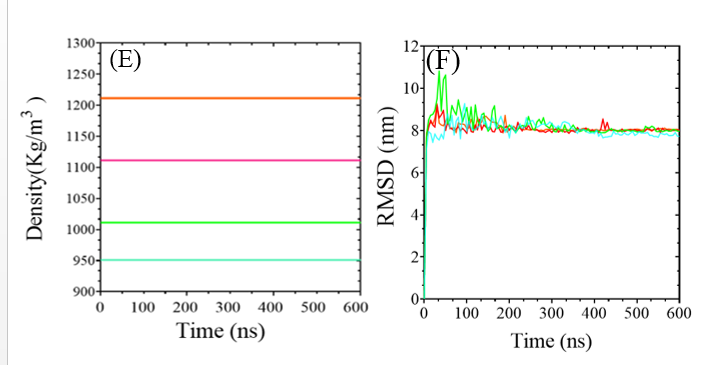 (E)
Density(Kg/m³ )
1300
1250
1200
1150
1100
1050
1000
950
900
0 100 200 300 400 500 600
Time (ns)
(F)
RMSD (nm)
12
10
8
6
4
2
0
0 100 200 300 400 500 600
Time (ns)